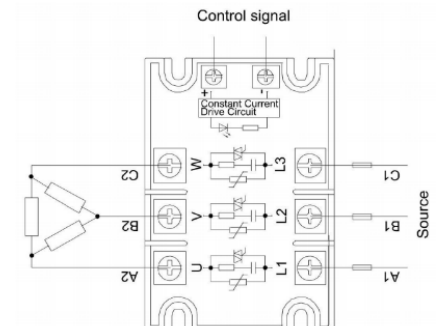 Control signal
+ -
Constant Current
Drive Circuit
C2 W L3 C1
B2 V L2 B1
A2 U L1 A1
Source